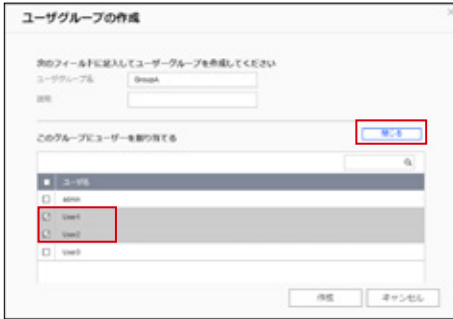 ユーザグループの作成
次のフィールドに記入してユーザーグループを作成してください
ユーザグループ名 GroupA
説明
このグループにユーザーを割り当てる 閉じる
ユーザ名
admin
User1
User2
User3
作成 キャンセル